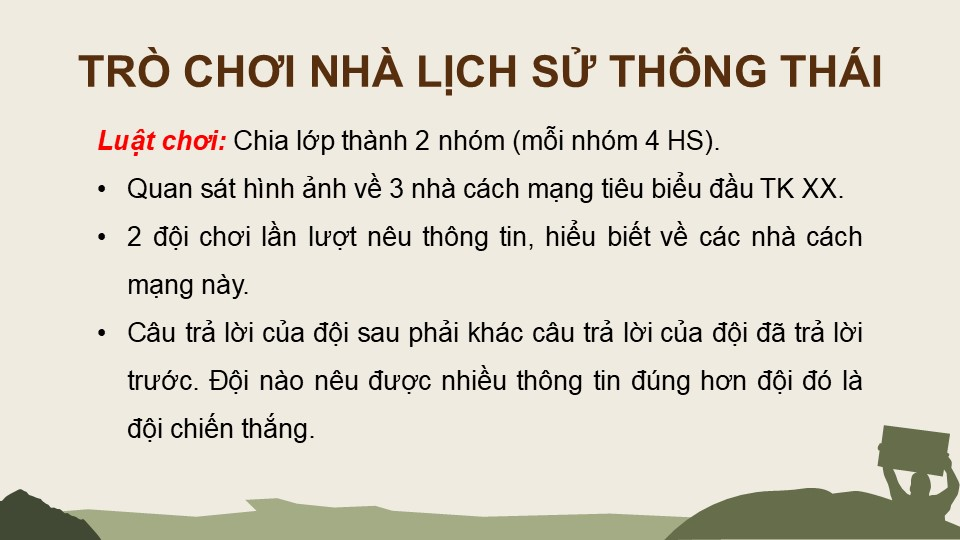 TRÒ CHƠI NHÀ LỊCH SỬ THÔNG THÁI
Luật chơi: Chia lớp thành 2 nhóm (mỗi nhóm 4 HS).
• Quan sát hình ảnh về 3 nhà cách mạng tiêu biểu đầu TK XX.
• 2 đội chơi lần lượt nêu thông tin, hiểu biết về các nhà cách
mạng này.
• Câu trả lời của đội sau phải khác câu trả lời của đội đã trả lời
trước. Đội nào nêu được nhiều thông tin đúng hơn đội đó là
đội chiến thắng.